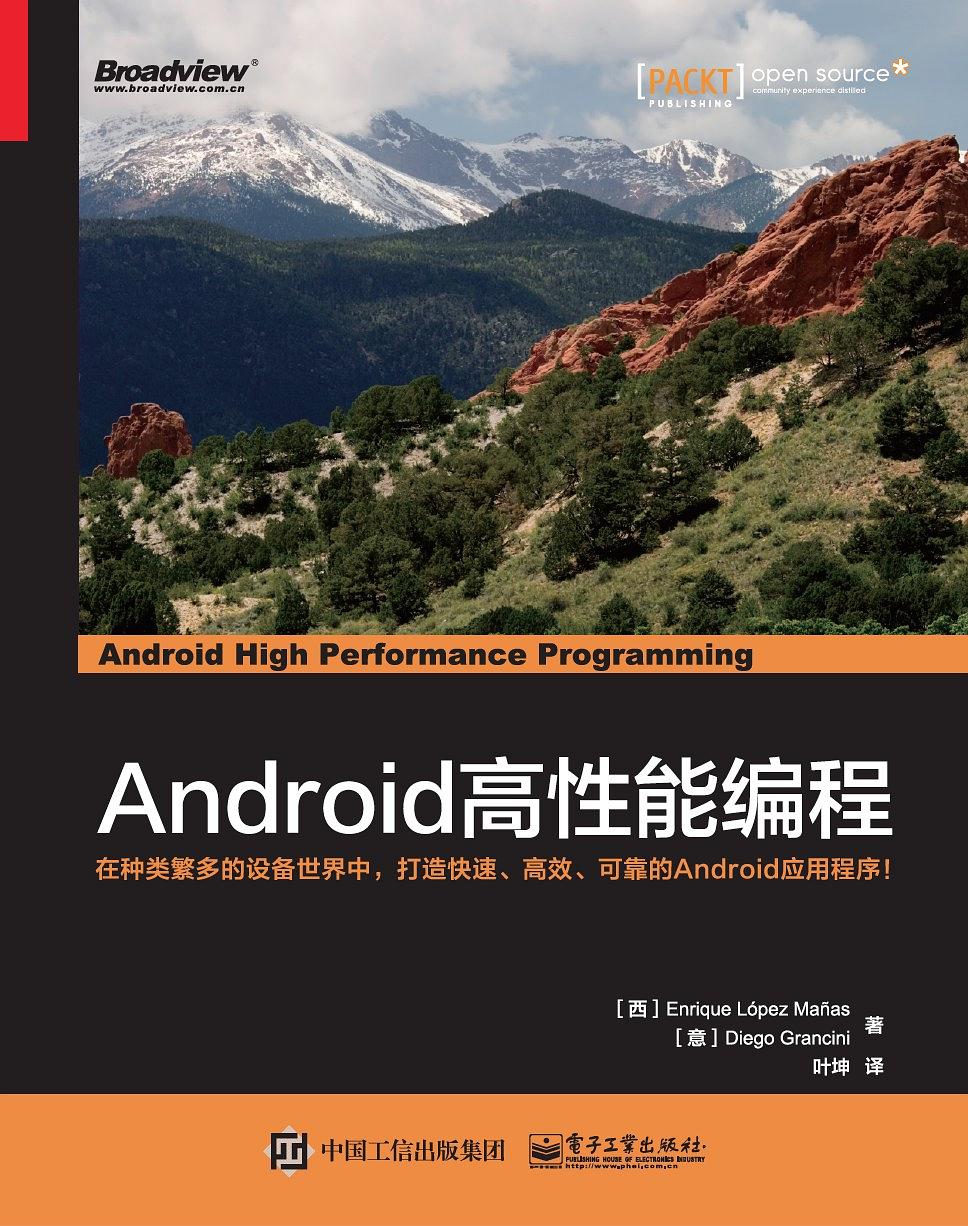 Broadview®
www.broadview.com.cn
[PACKT] open source*
PUBLISHING community experience distilled
Android High Performance Programming
Android高性能编程
在种类繁多的设备世界中，打造快速、高效、可靠的Android应用程序！
[西] Enrique López Mañas
[意] Diego Grancini 著
叶坤 译
中国工信出版集团
電子工業出版社·
PUBLISHING HOUSE OF ELECTRONICS INDUSTRY
PHEI http://www.phei.com.cn